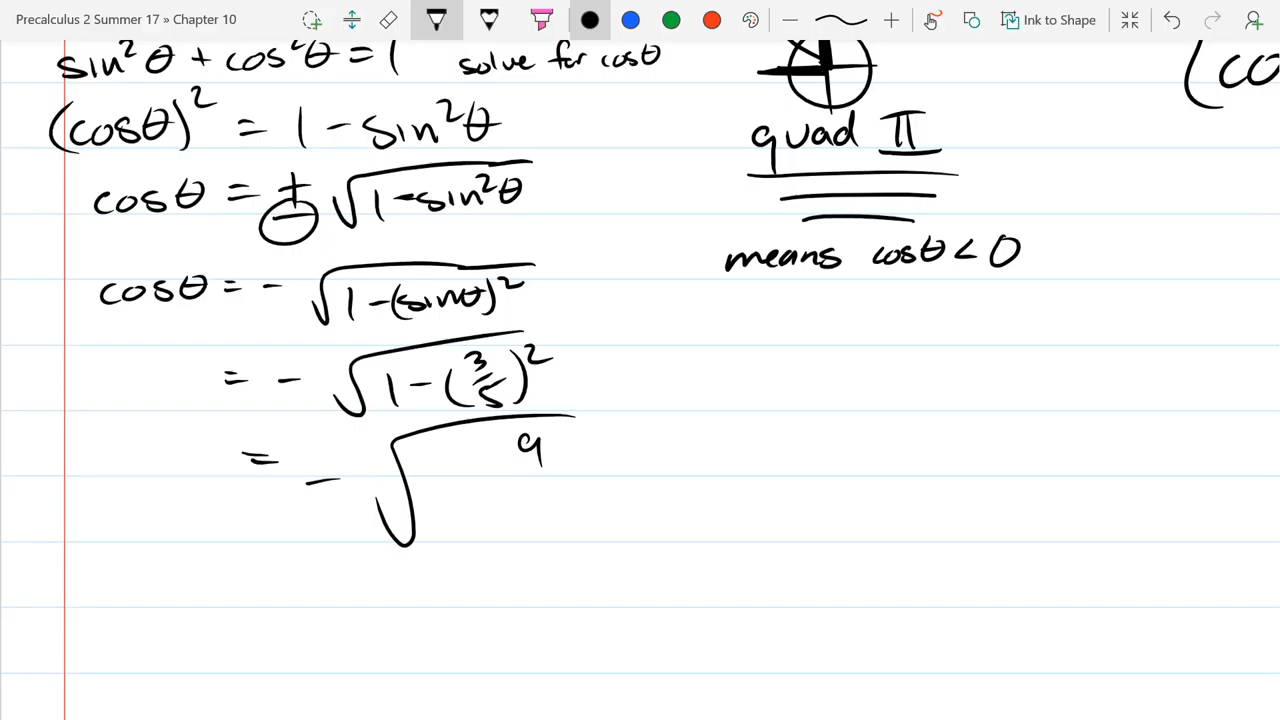 Precalculus 2 Summer 17 » Chapter 10
Ink to Shape
sin²θ + cos²θ = 1 solve for cosθ
(cosθ)² = 1 - sin²θ
cosθ = ± √(1-sin²θ)
cosθ = - √(1-(sinθ)²)
= - √(1-(3/5)²)
= - √ 9
quad II
means cosθ < 0
(co